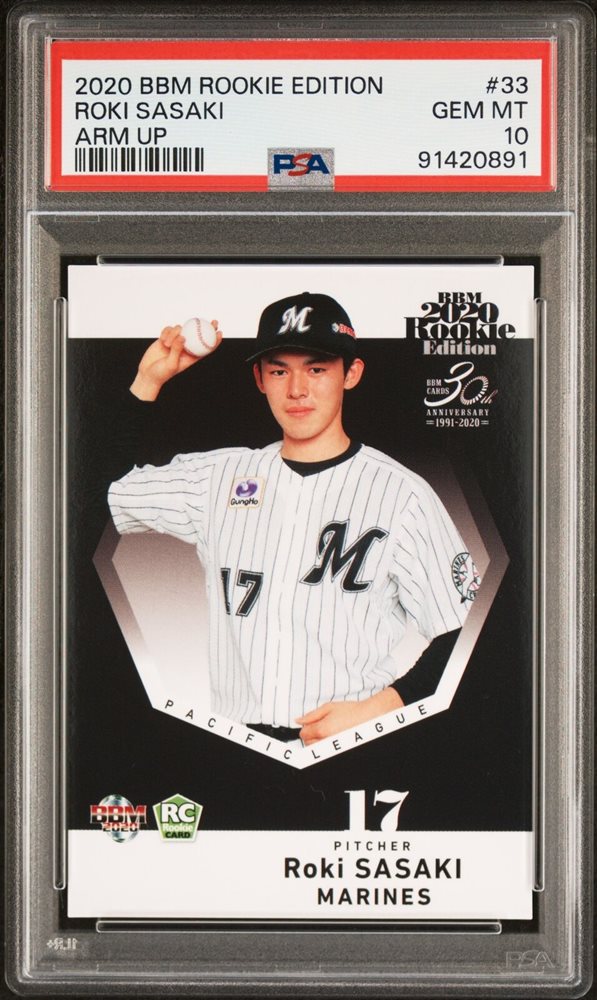 2020 BBM ROOKIE EDITION #33
ROKI SASAKI GEM MT
ARM UP 10
91420891
PSA
BBM
2020
Rookie
Edition
BBM CARDS 30th
ANNIVERSARY
1991-2020
M
GungHo
17
M
PACIFIC LEAGUE
BBM
2020
RC
Rookie
CARD
17
PITCHER
Roki SASAKI
MARINES
PSA